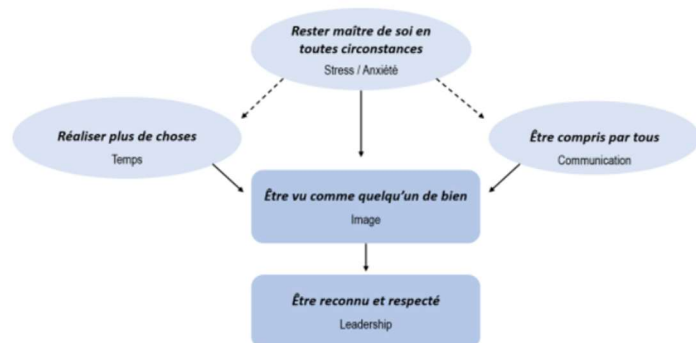 Rester maître de soi en
toutes circonstances
Stress / Anxiété
Réaliser plus de choses
Temps
Être compris par tous
Communication
Être vu comme quelqu'un de bien
Image
Être reconnu et respecté
Leadership